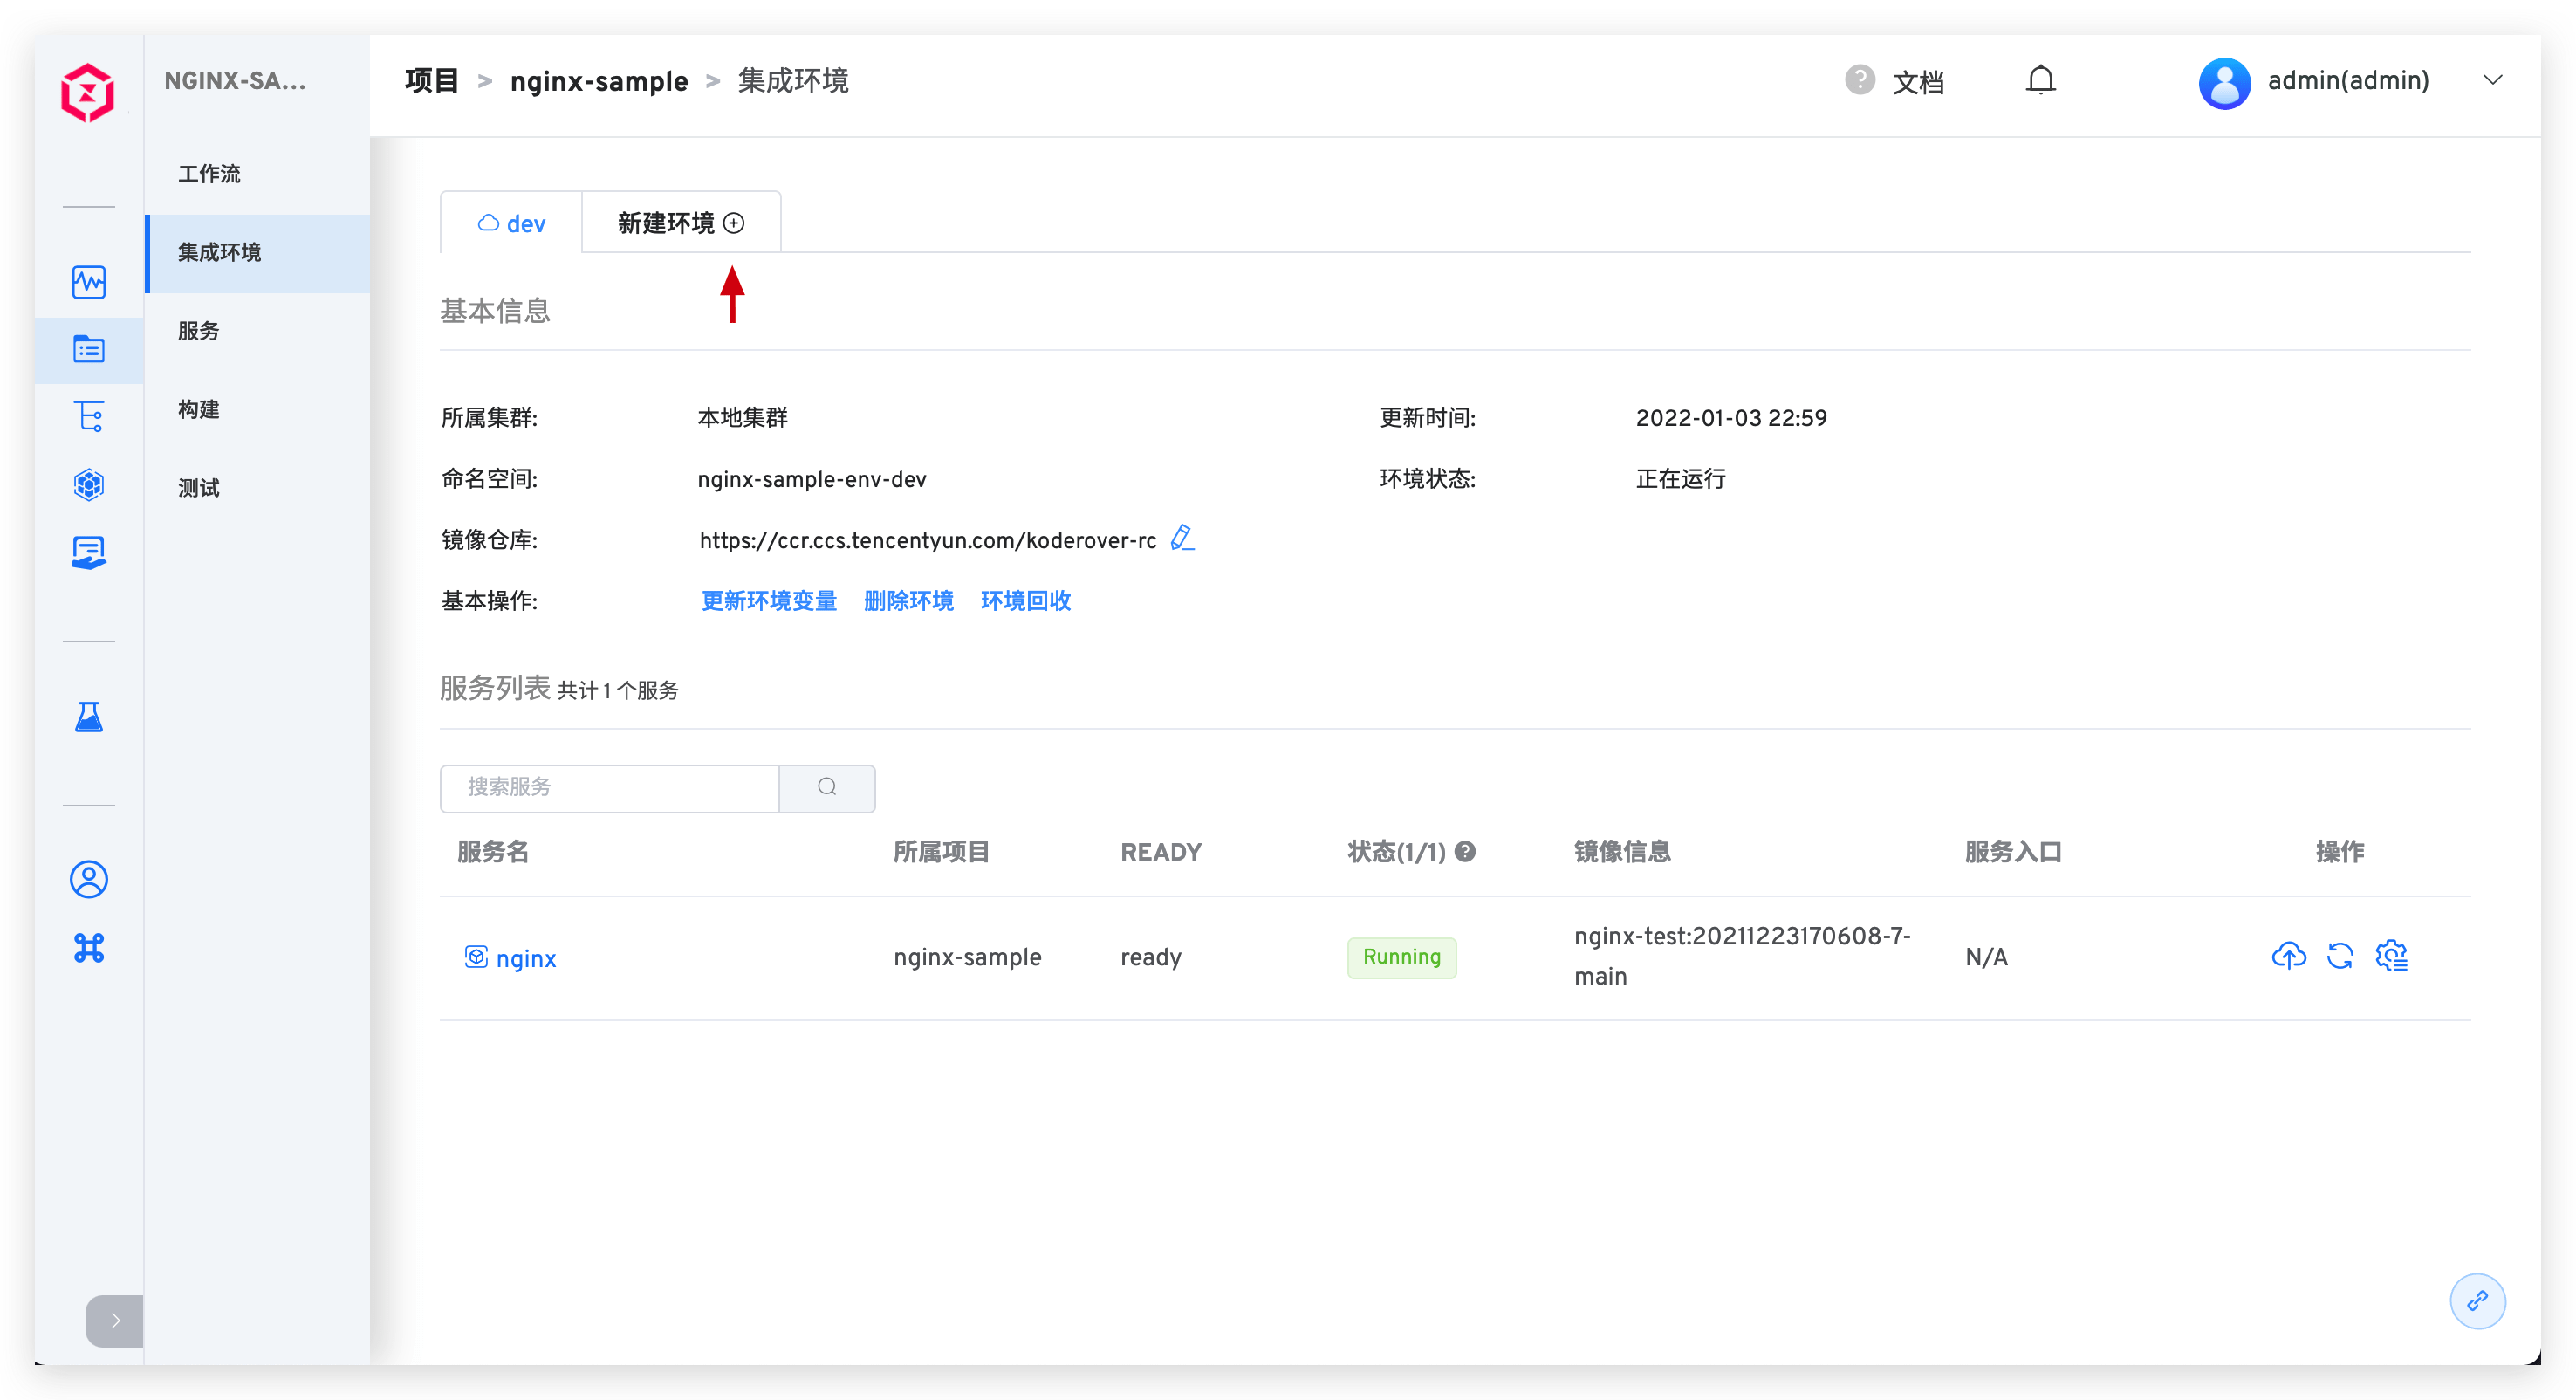 NGINX-SA...
工作流
集成环境
服务
构建
测试
项目 > nginx-sample > 集成环境
? 文档
admin(admin)
dev
新建环境
基本信息
所属集群: 本地集群
更新时间: 2022-01-03 22:59
命名空间: nginx-sample-env-dev
环境状态: 正在运行
镜像仓库: https://ccr.ccs.tencentyun.com/koderover-rc
基本操作: 更新环境变量 删除环境 环境回收
服务列表 共计 1 个服务
搜索服务
服务名 所属项目 READY 状态(1/1) ? 镜像信息 服务入口 操作
nginx nginx-sample ready Running nginx-test:20211223170608-7-
main
N/A